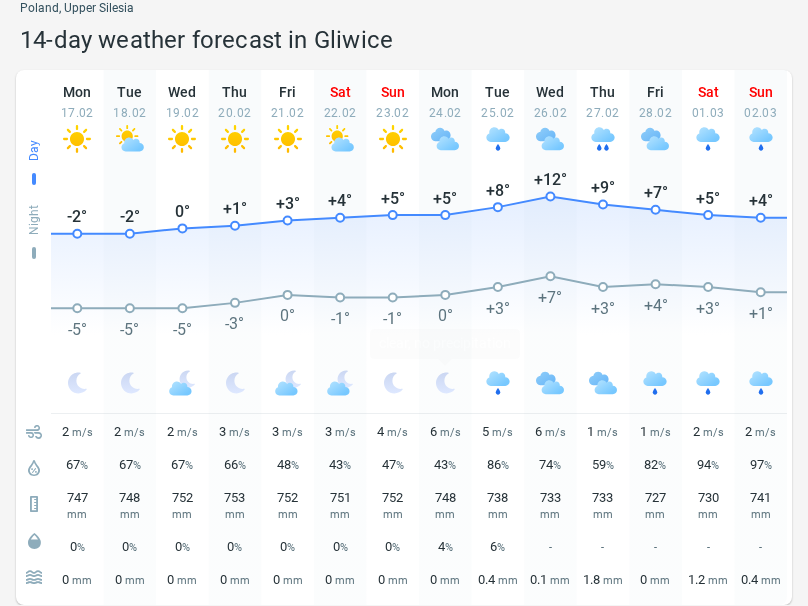 Poland, Upper Silesia
14-day weather forecast in Gliwice
Mon Tue Wed Thu Fri Sat Sun Mon Tue Wed Thu Fri Sat Sun
17.02 18.02 19.02 20.02 21.02 22.02 23.02 24.02 25.02 26.02 27.02 28.02 01.03 02.03
Day
-2° -2° 0° +1° +3° +4° +5° +5° +8° +12° +9° +7° +5° +4°
Night
-5° -5° -5° -3° 0° -1° -1° 0° +3° +7° +3° +4° +3° +1°
2 m/s 2 m/s 2 m/s 3 m/s 3 m/s 3 m/s 4 m/s 6 m/s 5 m/s 6 m/s 1 m/s 1 m/s 2 m/s 2 m/s
67% 67% 67% 66% 48% 43% 47% 43% 86% 74% 59% 82% 94% 97%
747 748 752 753 752 751 752 748 738 733 733 727 730 741
mm mm mm mm mm mm mm mm mm mm mm mm mm mm
0% 0% 0% 0% 0% 0% 0% 4% 6% - - - - -
0 mm 0 mm 0 mm 0 mm 0 mm 0 mm 0 mm 0 mm 0.4 mm 0.1 mm 1.8 mm 0 mm 1.2 mm 0.4 mm